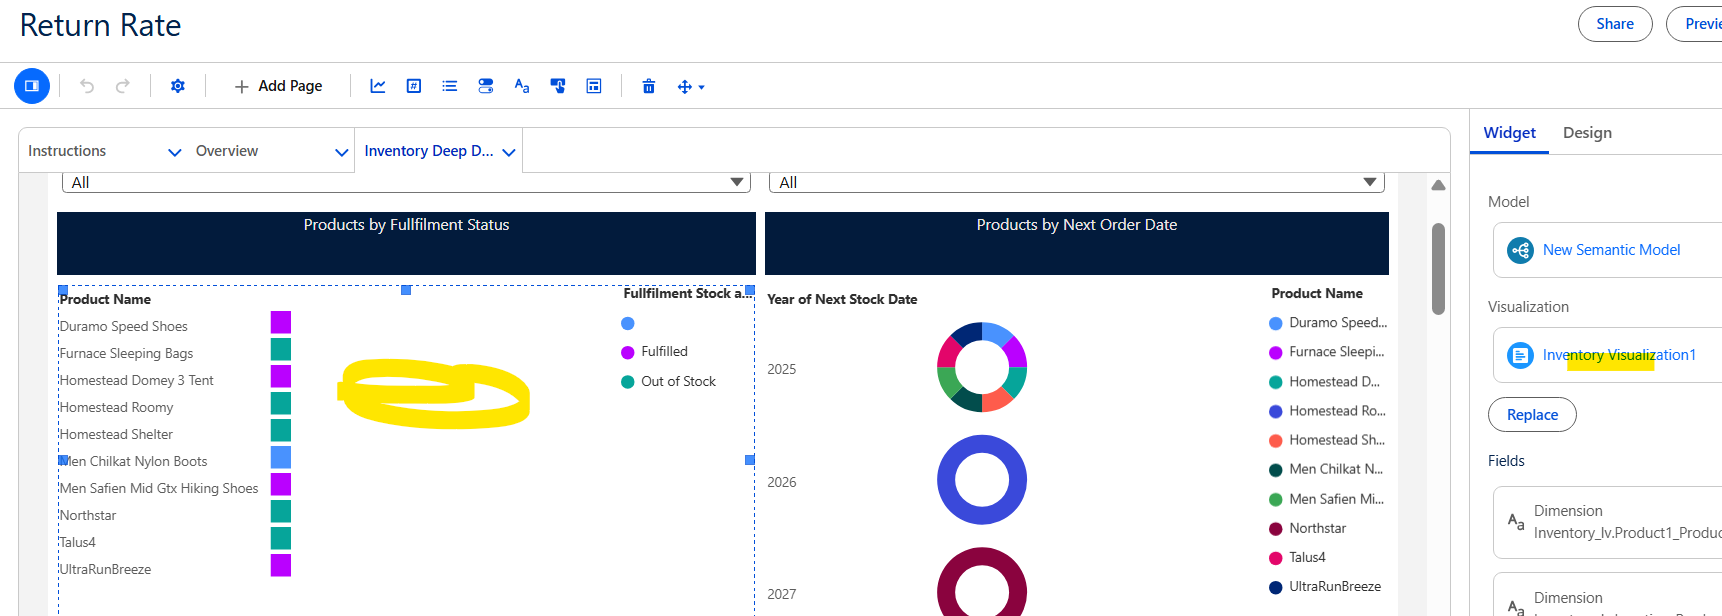 Return Rate
Share
Previe
Add Page
Widget
Design
Instructions
Overview
Inventory Deep D...
All
All
Products by Fullfilment Status
Products by Next Order Date
Product Name
Fullfilment Stock a...
Duramo Speed Shoes
Furnace Sleeping Bags
Fulfilled
Homestead Domey 3 Tent
Out of Stock
Homestead Roomy
Homestead Shelter
Men Chilkat Nylon Boots
Men Safien Mid Gtx Hiking Shoes
Northstar
Talus4
UltraRunBreeze
Year of Next Stock Date
Product Name
2025
2026
2027
Duramo Speed...
Furnace Sleepi...
Homestead D...
Homestead Ro...
Homestead Sh...
Men Chilkat N...
Men Safien Mi...
Northstar
Talus4
UltraRunBreeze
Model
New Semantic Model
Visualization
Inventory Visualization1
Replace
Fields
Aa
Dimension
Inventory_lv.Product1_Produc
Aa
Dimension